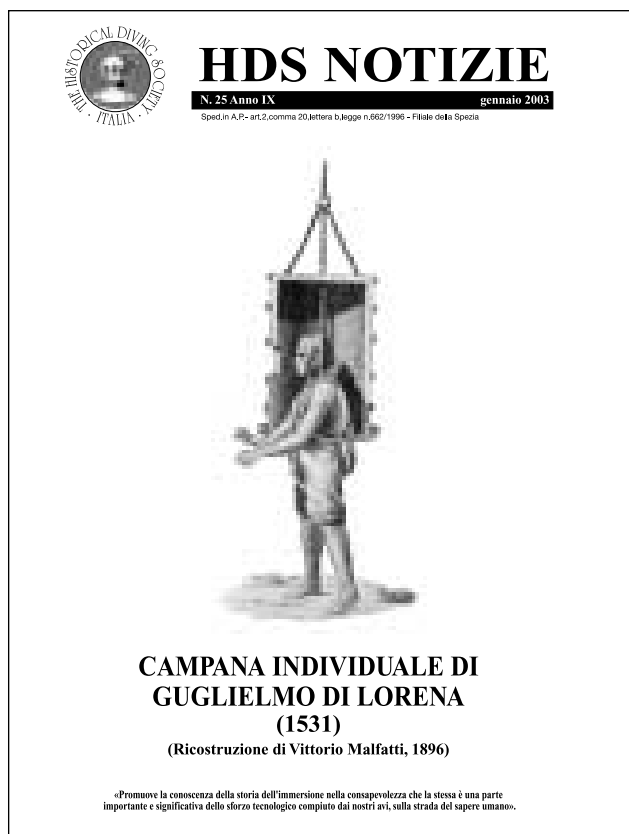 THE HISTORICAL DIVING SOCIETY
· ITALIA ·
HDS NOTIZIE
N. 25 Anno IX gennaio 2003
Sped.in A.P.- art.2,comma 20,lettera b,legge n.662/1996 - Filiale della Spezia
CAMPANA INDIVIDUALE DI
GUGLIELMO DI LORENA
(1531)
(Ricostruzione di Vittorio Malfatti, 1896)
«Promuove la conoscenza della storia dell'immersione nella consapevolezza che la stessa è una parte
importante e significativa dello sforzo tecnologico compiuto dai nostri avi, sulla strada del sapere umano».